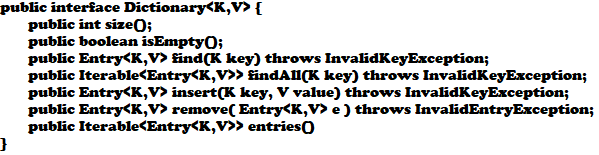 public interface Dictionary<K,V> {
public int size();
public boolean isEmpty();
public Entry<K,V> find(K key) throws InvalidKeyException;
public Iterable<Entry<K,V>> findAll(K key) throws InvalidKeyException;
public Entry<K,V> insert(K key, V value) throws InvalidKeyException;
public Entry<K,V> remove( Entry<K,V> e ) throws InvalidEntryException;
public Iterable<Entry<K,V>> entries()
}